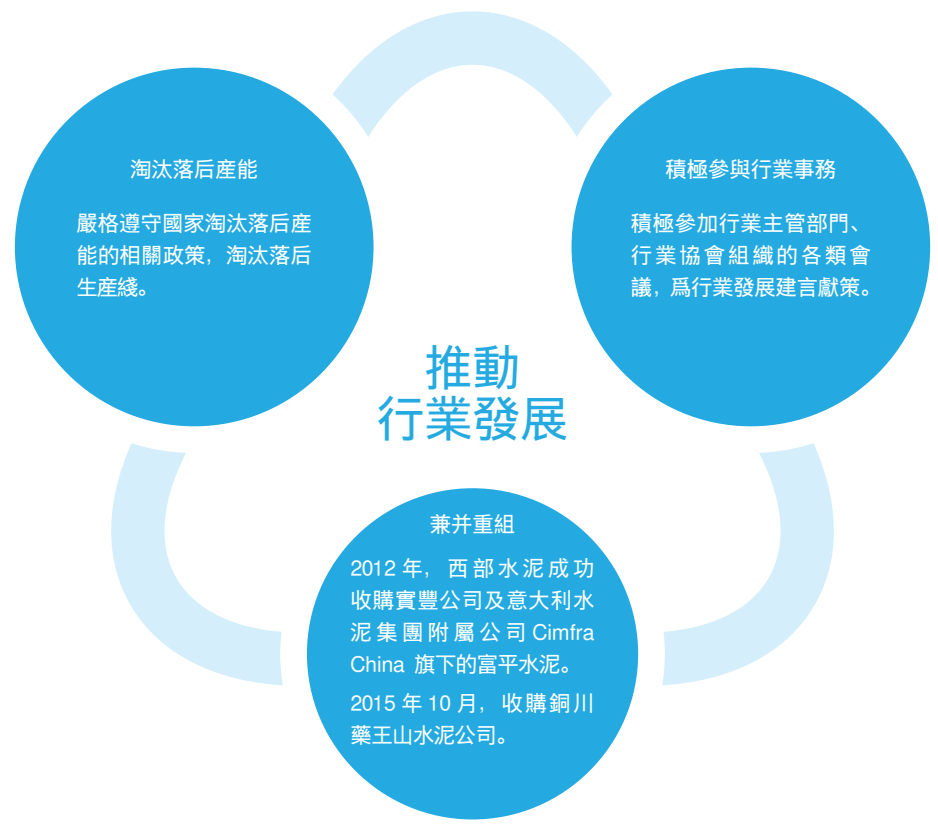 淘汰落后産能
嚴格遵守國家淘汰落后産
能的相關政策，淘汰落后
生産綫。
積極參與行業事務
積極參加行業主管部門、
行業協會組織的各類會
議，爲行業發展建言獻策。
推動
行業發展
兼并重組
2012 年，西部水泥成功
收購實豐公司及意大利水
泥集團附屬公司 Cimfra
China 旗下的富平水泥。
2015 年 10 月，收購銅川
藥王山水泥公司。